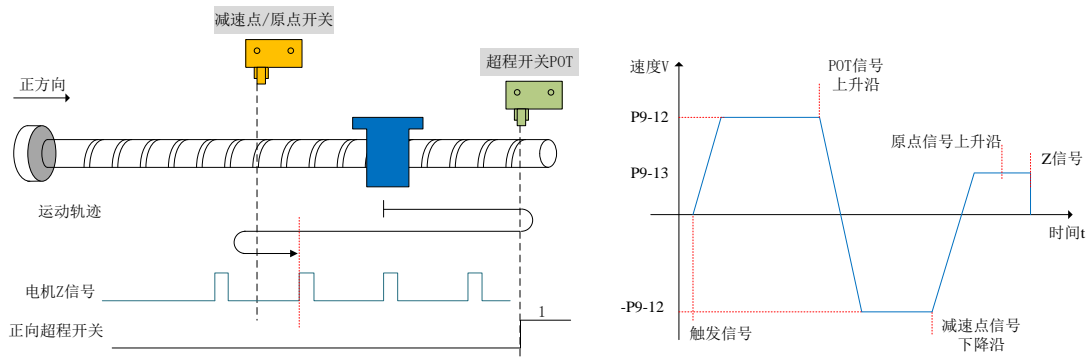 减速点/原点开关
超程开关POT
正方向
运动轨迹
电机Z信号
正向超程开关
1
速度V
POT信号
上升沿
P9-12
原点信号上升沿
Z信号
P9-13
时间t
-P9-12
触发信号
减速点信号
下降沿